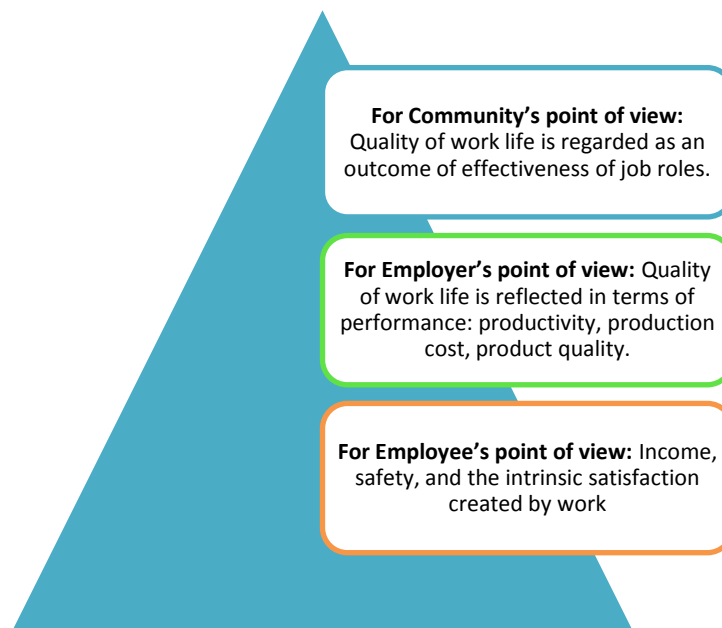 For Community’s point of view:
Quality of work life is regarded as an
outcome of effectiveness of job roles.
For Employer’s point of view: Quality
of work life is reflected in terms of
performance: productivity, production
cost, product quality.
For Employee’s point of view: Income,
safety, and the intrinsic satisfaction
created by work